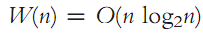 W(n) = O(n log₂n)